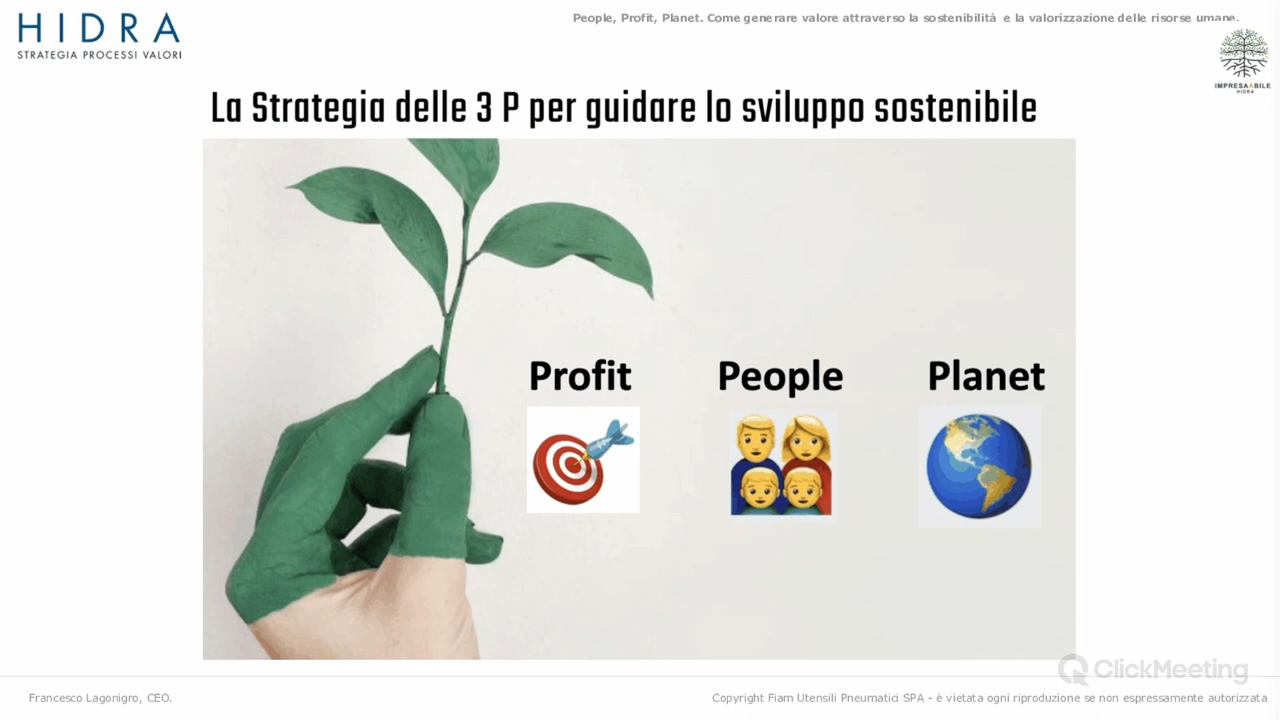 HIDRA
STRATEGIA PROCESSI VALORI
People, Profit, Planet. Come generare valore attraverso la sostenibilità e la valorizzazione delle risorse umane.
IMPRESAABILE
HIDRA
La Strategia delle 3 P per guidare lo sviluppo sostenibile
Profit People Planet
ClickMeeting
Francesco Lagonigro, CEO. Copyright Fiam Utensili Pneumatici SPA - è vietata ogni riproduzione se non espressamente autorizzata